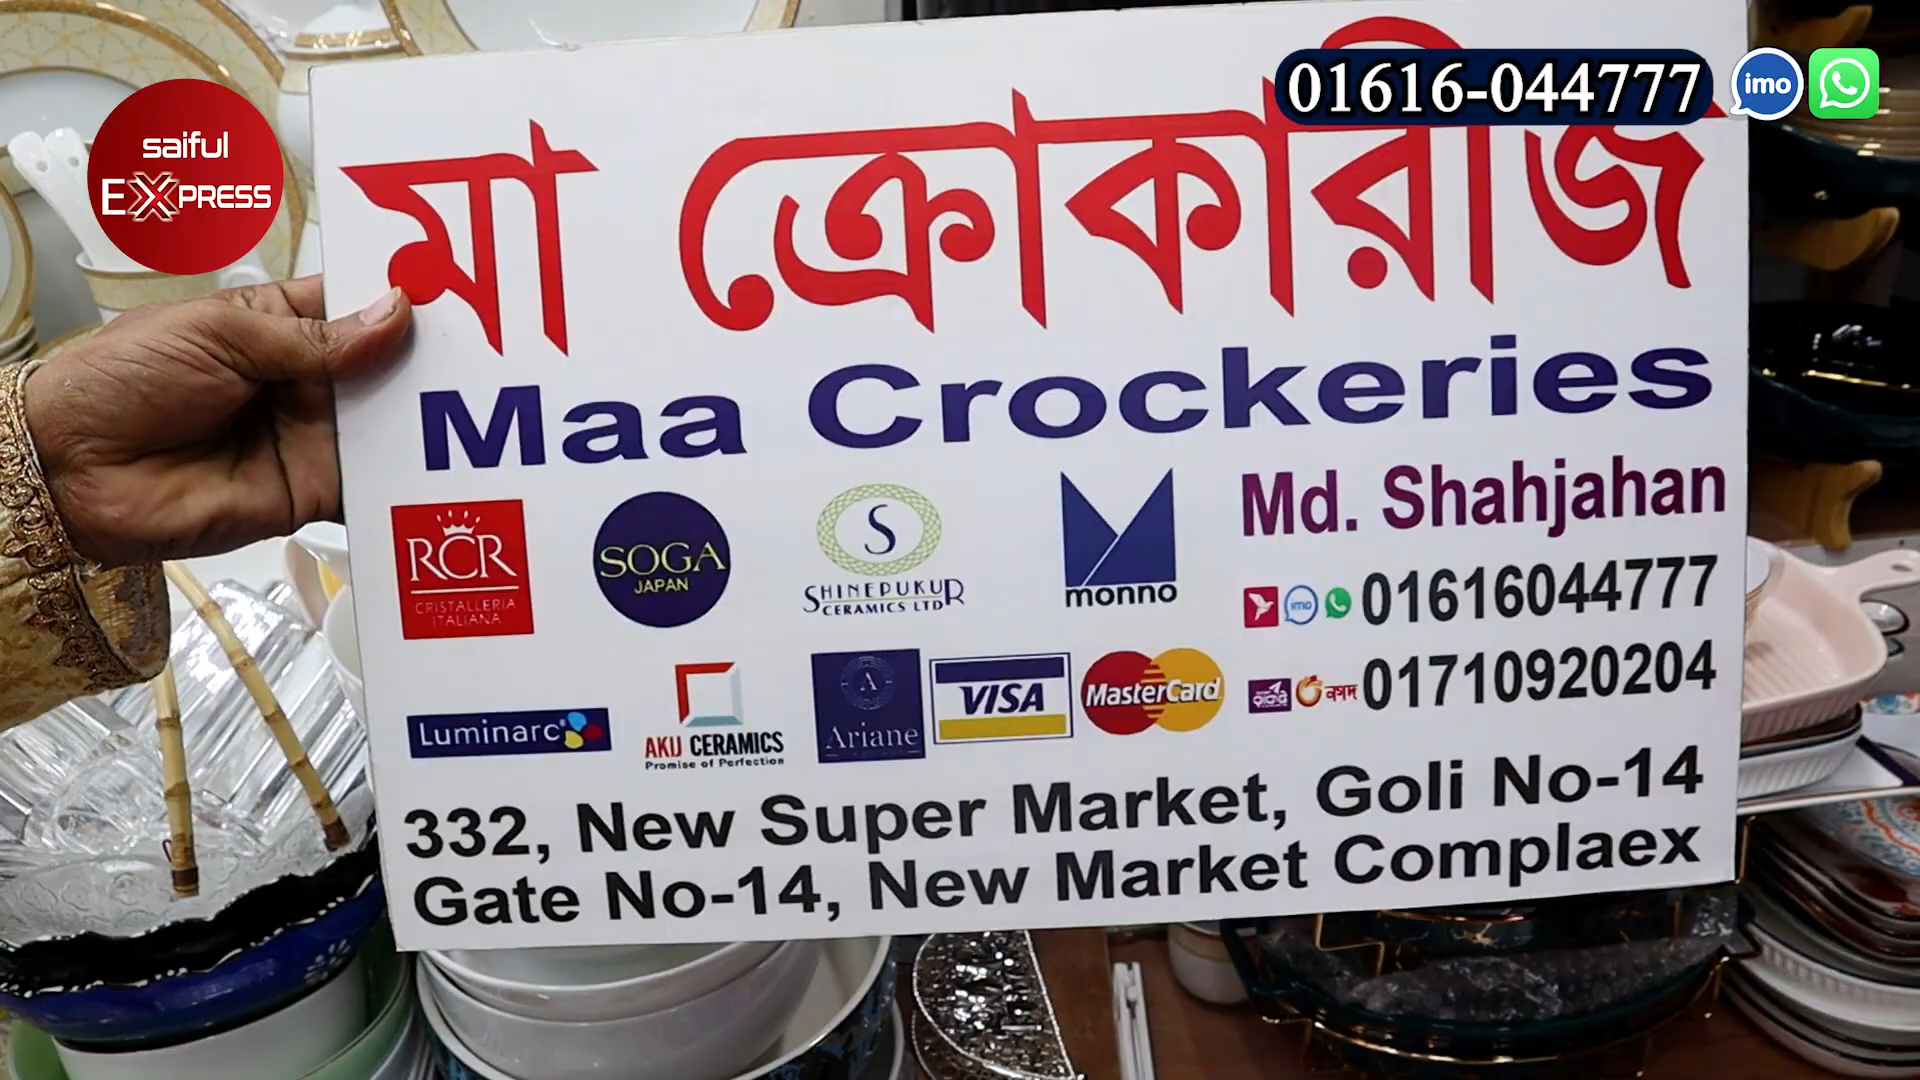 01616-044777
imo
saiful
EXPRESS
মা ক্রোকারীজ
Maa Crockeries
Md. Shahjahan
RCR
CRISTALLERIA
ITALIANA
SOGA
JAPAN
S
SHINEPUKUR
CERAMICS LTD
monno
imo
01616044777
Luminarc
AKIJ CERAMICS
Promise of Perfection
A
Ariane
VISA
MasterCard
নগদ
01710920204
332, New Super Market, Goli No-14
Gate No-14, New Market Complaex